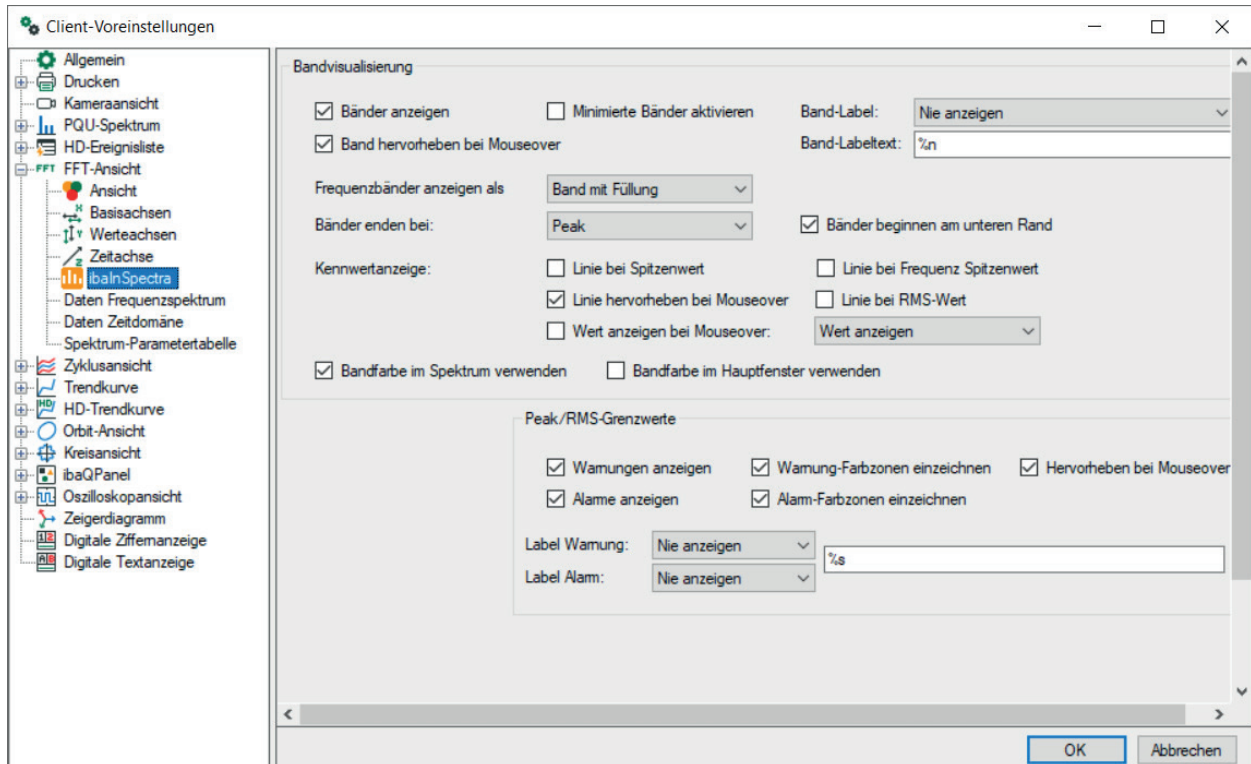 Client-Voreinstellungen
Allgemein
Drucken
Kameraansicht
PQU-Spektrum
HD-Ereignisliste
FFT FFT-Ansicht
Ansicht
Basisachsen
Werteachsen
Zeitachse
ibaInSpectra
Daten Frequenzspektrum
Daten Zeitdomäne
Spektrum-Parametertabelle
Zyklusansicht
Trendkurve
HD HD-Trendkurve
Orbit-Ansicht
Kreisansicht
ibaQPanel
Oszilloskopansicht
Zeigerdiagramm
Digitale Ziffernanzeige
Digitale Textanzeige
Bandvisualisierung
Bänder anzeigen Minimierte Bänder aktivieren Band-Label: Nie anzeigen
Band hervorheben bei Mouseover Band-Labeltext: %n
Frequenzbänder anzeigen als Band mit Füllung
Bänder enden bei: Peak Bänder beginnen am unteren Rand
Kennwertanzeige: Linie bei Spitzenwert Linie bei Frequenz Spitzenwert
Linie hervorheben bei Mouseover Linie bei RMS-Wert
Wert anzeigen bei Mouseover: Wert anzeigen
Bandfarbe im Spektrum verwenden Bandfarbe im Hauptfenster verwenden
Peak/RMS-Grenzwerte
Warnungen anzeigen Warnung-Farbzonen einzeichnen Hervorheben bei Mouseover
Alarme anzeigen Alarm-Farbzonen einzeichnen
Label Warnung: Nie anzeigen %s
Label Alarm: Nie anzeigen
OK Abbrechen